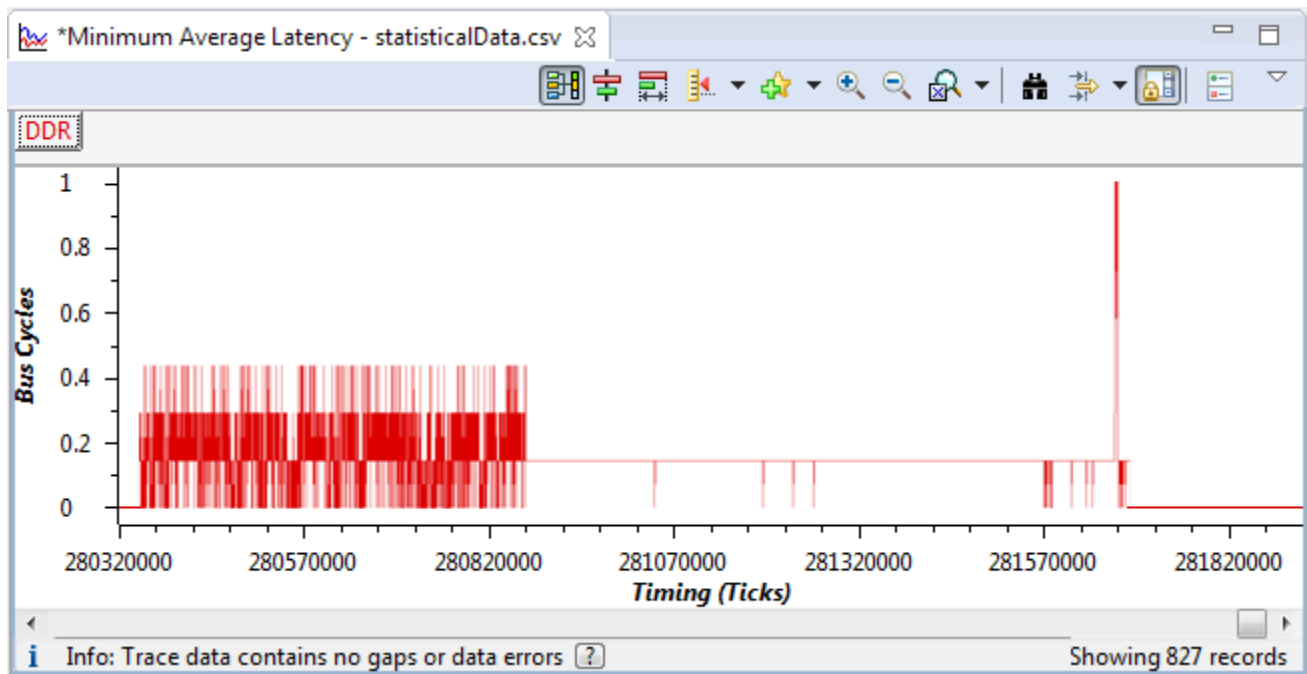 *Minimum Average Latency - statisticalData.csv
DDR
1
0.8
0.6
0.4
0.2
0
Bus Cycles
280320000 280570000 280820000 281070000 281320000 281570000 281820000
Timing (Ticks)
i Info: Trace data contains no gaps or data errors ? Showing 827 records